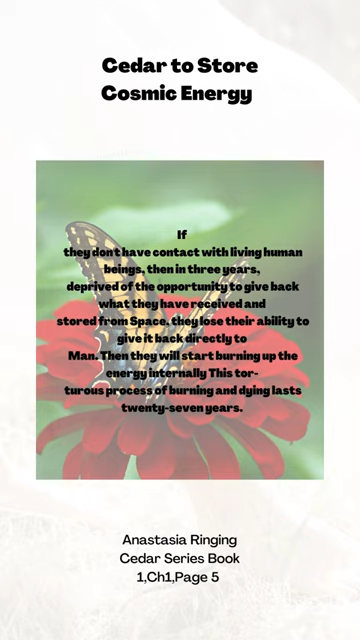 Cedar to Store
Cosmic Energy
If
they don't have contact with living human
beings, then in three years,
deprived of the opportunity to give back
what they have received and
stored from Space, they lose their ability to
give it back directly to
Man. Then they will start burning up the
energy internally This tor-
turous process of burning and dying lasts
twenty-seven years.
Anastasia Ringing
Cedar Series Book
1,Ch1,Page 5